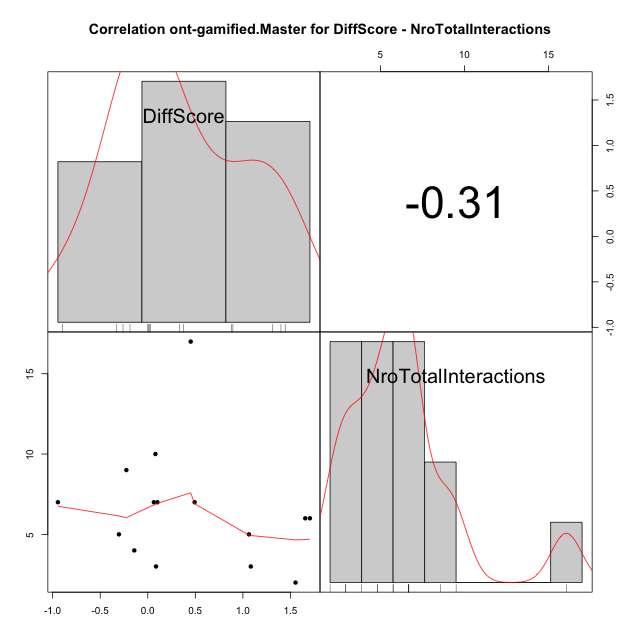 Correlation ont-gamified.Master for DiffScore - NroTotalInteractions
5 10 15
DiffScore
-0.31
1.5
1.0
0.5
0.0
-0.5
-1.0
NroTotalInteractions
15
10
5
-1.0 -0.5 0.0 0.5 1.0 1.5